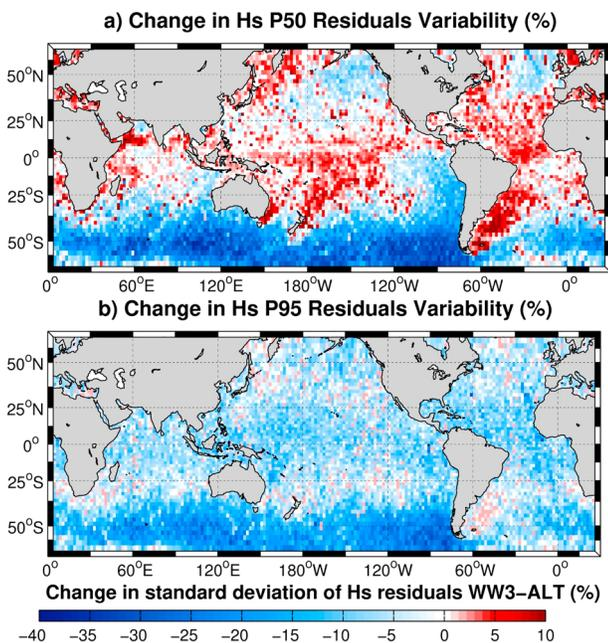 a) Change in Hs P50 Residuals Variability (%)
50°N
25°N
0°
25°S
50°S
0° 60°E 120°E 180°W 120°W 60°W 0°
b) Change in Hs P95 Residuals Variability (%)
50°N
25°N
0°
25°S
50°S
0° 60°E 120°E 180°W 120°W 60°W 0°
Change in standard deviation of Hs residuals WW3−ALT (%)
−40 −35 −30 −25 −20 −15 −10 −5 0 5 10